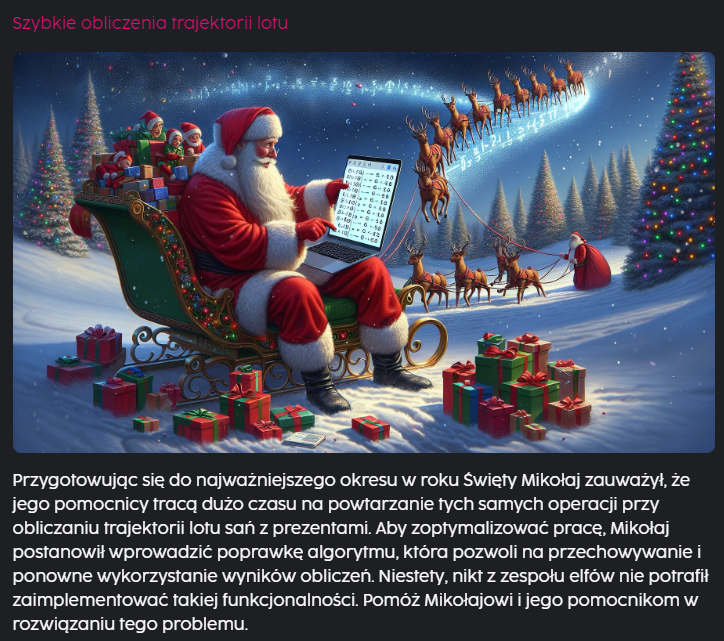 Szybkie obliczenia trajektorii lotu
Przygotowując się do najważniejszego okresu w roku Święty Mikołaj zauważył, że
jego pomocnicy tracą dużo czasu na powtarzanie tych samych operacji przy
obliczaniu trajektorii lotu sań z prezentami. Aby zoptymalizować pracę, Mikołaj
postanowił wprowadzić poprawkę algorytmu, która pozwoli na przechowywanie i
ponowne wykorzystanie wyników obliczeń. Niestety, nikt z zespołu elfów nie potrafił
zaimplementować takiej funkcjonalności. Pomóż Mikołajowi i jego pomocnikom w
rozwiązaniu tego problemu.